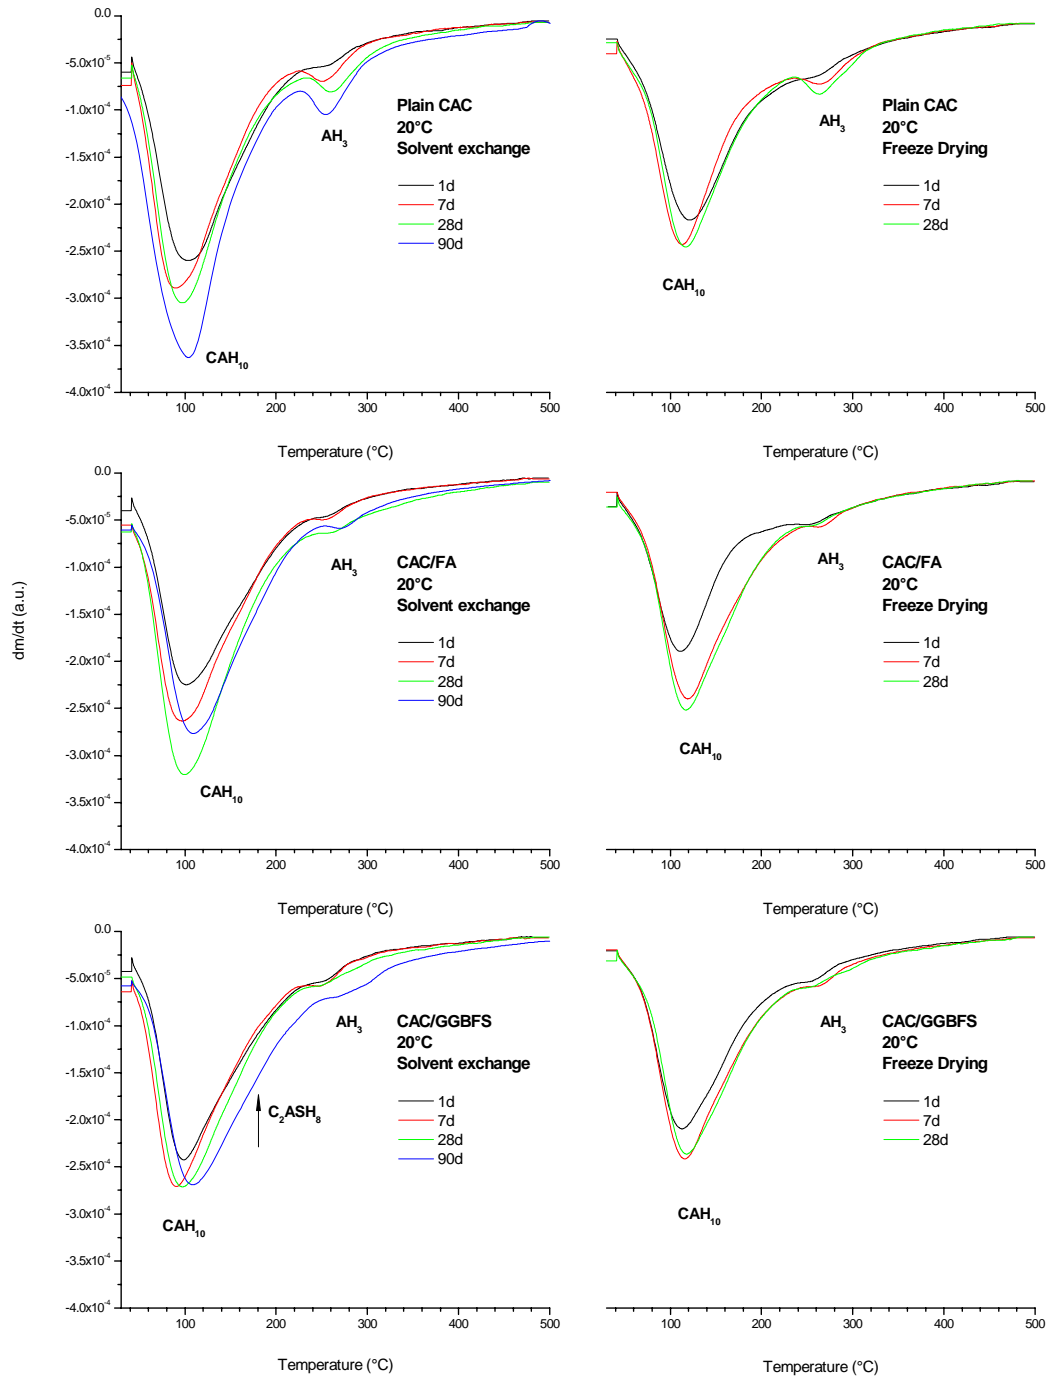 0.0
-5.0x10⁻⁵
-1.0x10⁻⁴
-1.5x10⁻⁴
-2.0x10⁻⁴
-2.5x10⁻⁴
-3.0x10⁻⁴
-3.5x10⁻⁴
-4.0x10⁻⁴
100 200 300 400 500
Temperature (°C)
Plain CAC
20°C
Solvent exchange
1d
7d
28d
90d
AH₃
CAH₁₀
100 200 300 400 500
Temperature (°C)
Plain CAC
20°C
Freeze Drying
1d
7d
28d
AH₃
CAH₁₀
dm/dt (a.u.)
0.0
-5.0x10⁻⁵
-1.0x10⁻⁴
-1.5x10⁻⁴
-2.0x10⁻⁴
-2.5x10⁻⁴
-3.0x10⁻⁴
-3.5x10⁻⁴
-4.0x10⁻⁴
100 200 300 400 500
Temperature (°C)
CAC/FA
20°C
Solvent exchange
1d
7d
28d
90d
AH₃
CAH₁₀
100 200 300 400 500
Temperature (°C)
CAC/FA
20°C
Freeze Drying
1d
7d
28d
AH₃
CAH₁₀
0.0
-5.0x10⁻⁵
-1.0x10⁻⁴
-1.5x10⁻⁴
-2.0x10⁻⁴
-2.5x10⁻⁴
-3.0x10⁻⁴
-3.5x10⁻⁴
-4.0x10⁻⁴
100 200 300 400 500
Temperature (°C)
CAC/GGBFS
20°C
Solvent exchange
1d
7d
28d
90d
AH₃
C₂ASH₈
CAH₁₀
100 200 300 400 500
Temperature (°C)
CAC/GGBFS
20°C
Freeze Drying
1d
7d
28d
AH₃
CAH₁₀